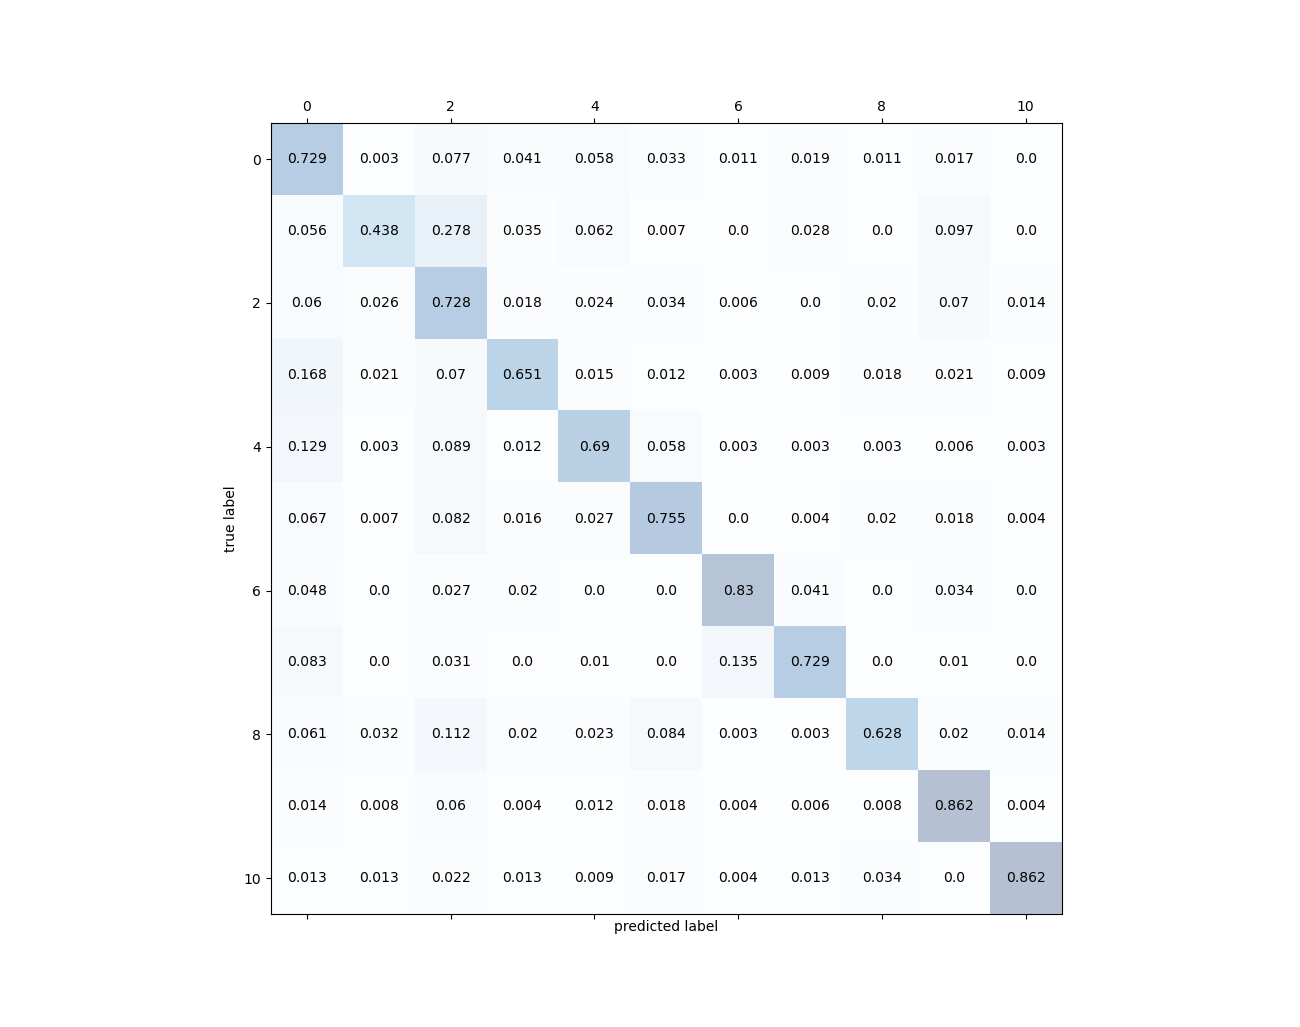 0 2 4 6 8 10
0 0.729 0.003 0.077 0.041 0.058 0.033 0.011 0.019 0.011 0.017 0.0
0.056 0.438 0.278 0.035 0.062 0.007 0.0 0.028 0.0 0.097 0.0
2 0.06 0.026 0.728 0.018 0.024 0.034 0.006 0.0 0.02 0.07 0.014
0.168 0.021 0.07 0.651 0.015 0.012 0.003 0.009 0.018 0.021 0.009
4 0.129 0.003 0.089 0.012 0.69 0.058 0.003 0.003 0.003 0.006 0.003
true label
0.067 0.007 0.082 0.016 0.027 0.755 0.0 0.004 0.02 0.018 0.004
6 0.048 0.0 0.027 0.02 0.0 0.0 0.83 0.041 0.0 0.034 0.0
0.083 0.0 0.031 0.0 0.01 0.0 0.135 0.729 0.0 0.01 0.0
8 0.061 0.032 0.112 0.02 0.023 0.084 0.003 0.003 0.628 0.02 0.014
0.014 0.008 0.06 0.004 0.012 0.018 0.004 0.006 0.008 0.862 0.004
10 0.013 0.013 0.022 0.013 0.009 0.017 0.004 0.013 0.034 0.0 0.862
predicted label